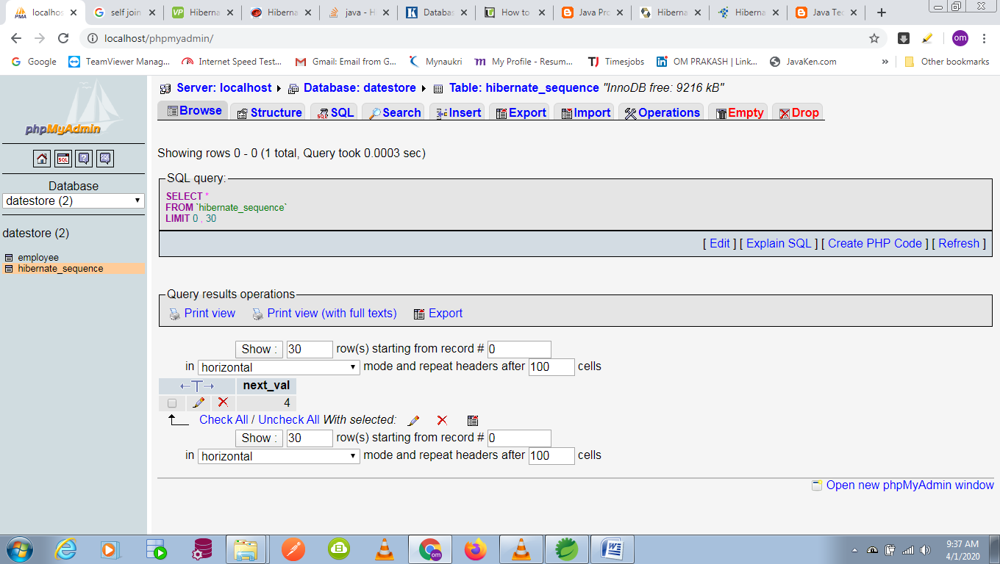 localhos self join Hiberna Hiberna java - H Databas How to Java Pro Hiberna Hiberna Java Tec
localhost/phpmyadmin/ om
Google TeamViewer Manag... Internet Speed Test... Gmail: Email from G... Mynaukri My Profile - Resum... Timesjobs OM PRAKASH | Link... JavaKen.com » Other bookmarks
Server: localhost Database: datestore Table: hibernate_sequence "InnoDB free: 9216 kB"
Browse Structure SQL Search Insert Export Import Operations Empty Drop
phpMyAdmin
Showing rows 0 - 0 (1 total, Query took 0.0003 sec)
Database
datestore (2)
datestore (2)
employee
hibernate_sequence
SQL query:
SELECT *
FROM `hibernate_sequence`
LIMIT 0 , 30
[ Edit ] [ Explain SQL ] [ Create PHP Code ] [ Refresh ]
Query results operations
Print view Print view (with full texts) Export
Show : 30 row(s) starting from record # 0
in horizontal mode and repeat headers after 100 cells
←T→ next_val
4
Check All / Uncheck All With selected:
Show : 30 row(s) starting from record # 0
in horizontal mode and repeat headers after 100 cells
Open new phpMyAdmin window
9:37 AM
4/1/2020